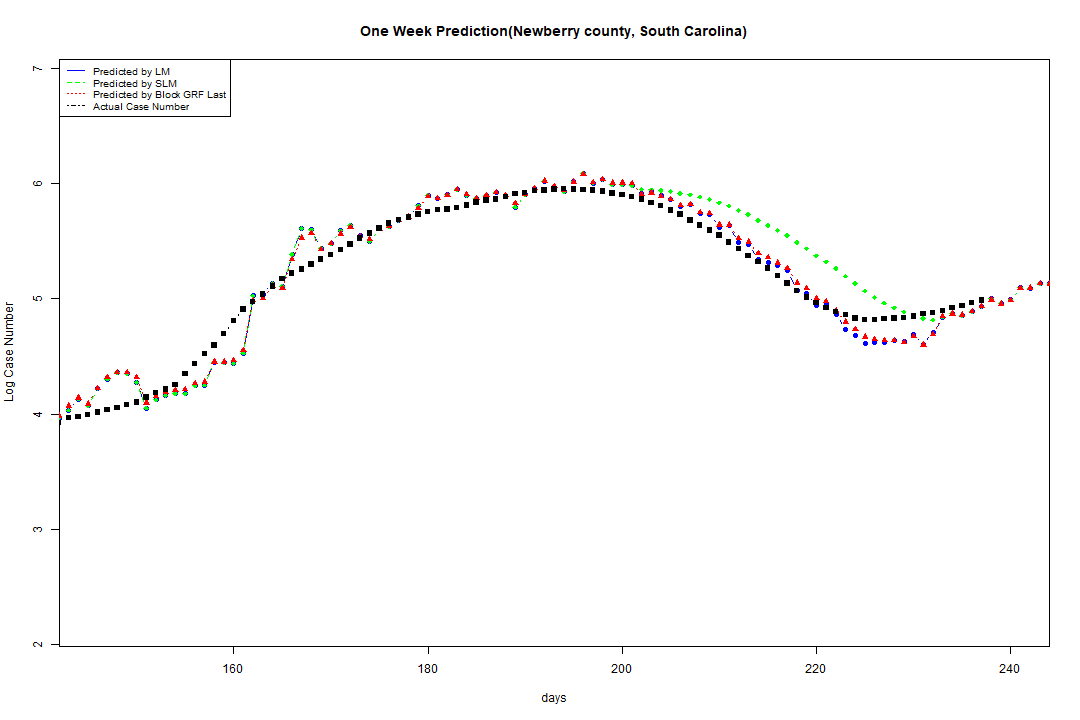 One Week Prediction(Newberry county, South Carolina)
Predicted by LM
Predicted by SLM
Predicted by Block GRF Last
Actual Case Number
7
6
5
4
3
2
Log Case Number
160 180 200 220 240
days